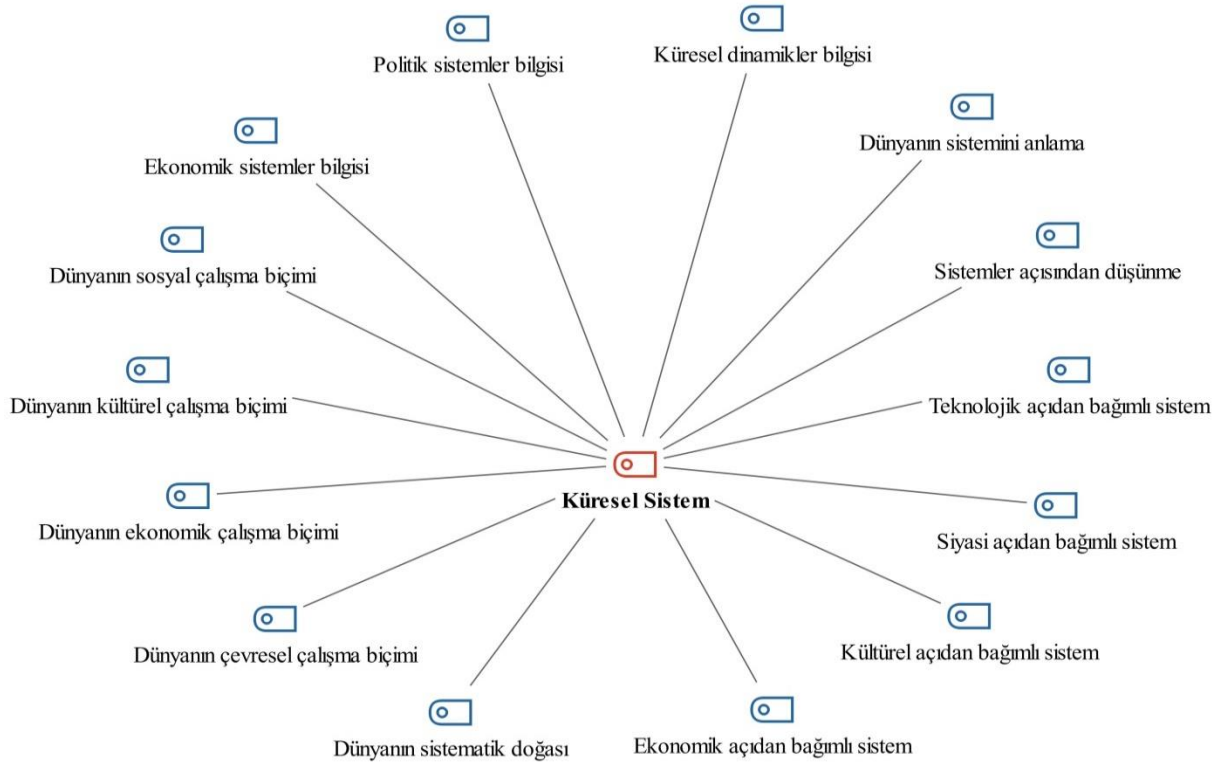 Politik sistemler bilgisi
Küresel dinamikler bilgisi
Dünyanın sistemini anlama
Ekonomik sistemler bilgisi
Dünyanın sosyal çalışma biçimi
Sistemler açısından düşünme
Dünyanın kültürel çalışma biçimi
Teknolojik açıdan bağımlı sistem
Küresel Sistem
Dünyanın ekonomik çalışma biçimi
Siyasi açıdan bağımlı sistem
Dünyanın çevresel çalışma biçimi
Kültürel açıdan bağımlı sistem
Dünyanın sistematik doğası
Ekonomik açıdan bağımlı sistem